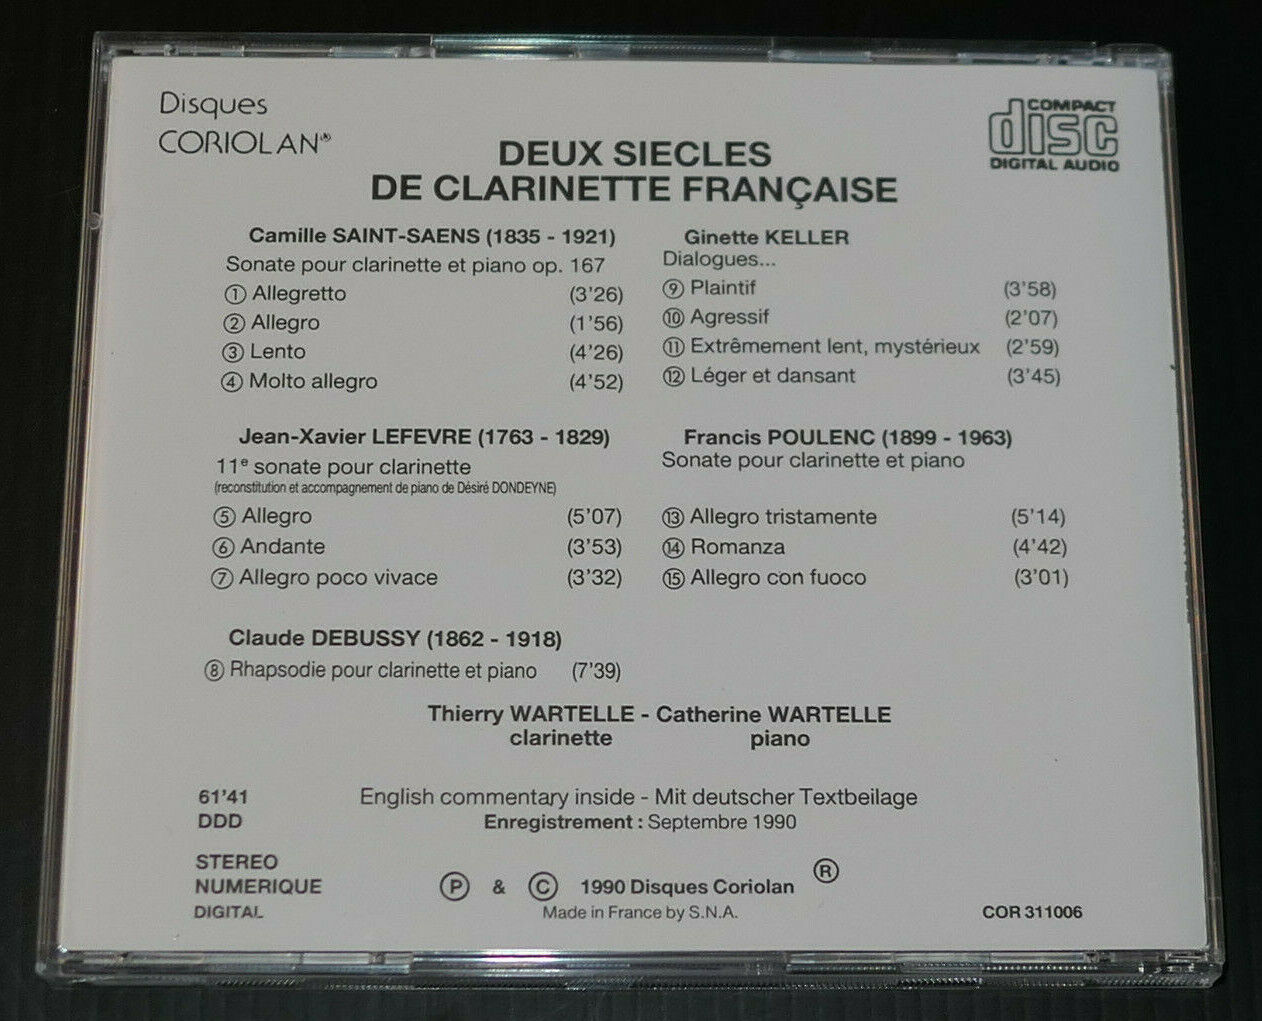 Disques
CORIOLAN®
COMPACT
disc
DIGITAL AUDIO
DEUX SIECLES
DE CLARINETTE FRANÇAISE
Camille SAINT-SAENS (1835 - 1921)
Sonate pour clarinette et piano op. 167
① Allegretto (3'26)
② Allegro (1'56)
③ Lento (4'26)
④ Molto allegro (4'52)
Jean-Xavier LEFEVRE (1763 - 1829)
11e sonate pour clarinette
(reconstitution et accompagnement de piano de Désiré DONDEYNE)
⑤ Allegro (5'07)
⑥ Andante (3'53)
⑦ Allegro poco vivace (3'32)
Claude DEBUSSY (1862 - 1918)
⑧ Rhapsodie pour clarinette et piano (7'39)
Ginette KELLER
Dialogues...
⑨ Plaintif (3'58)
⑩ Agressif (2'07)
⑪ Extrêmement lent, mystérieux (2'59)
⑫ Léger et dansant (3'45)
Francis POULENC (1899 - 1963)
Sonate pour clarinette et piano
⑬ Allegro tristamente (5'14)
⑭ Romanza (4'42)
⑮ Allegro con fuoco (3'01)
Thierry WARTELLE - Catherine WARTELLE
clarinette piano
61'41
DDD
English commentary inside - Mit deutscher Textbeilage
Enregistrement : Septembre 1990
STEREO
NUMERIQUE
DIGITAL
Ⓟ & © 1990 Disques Coriolan ®
Made in France by S.N.A.
COR 311006